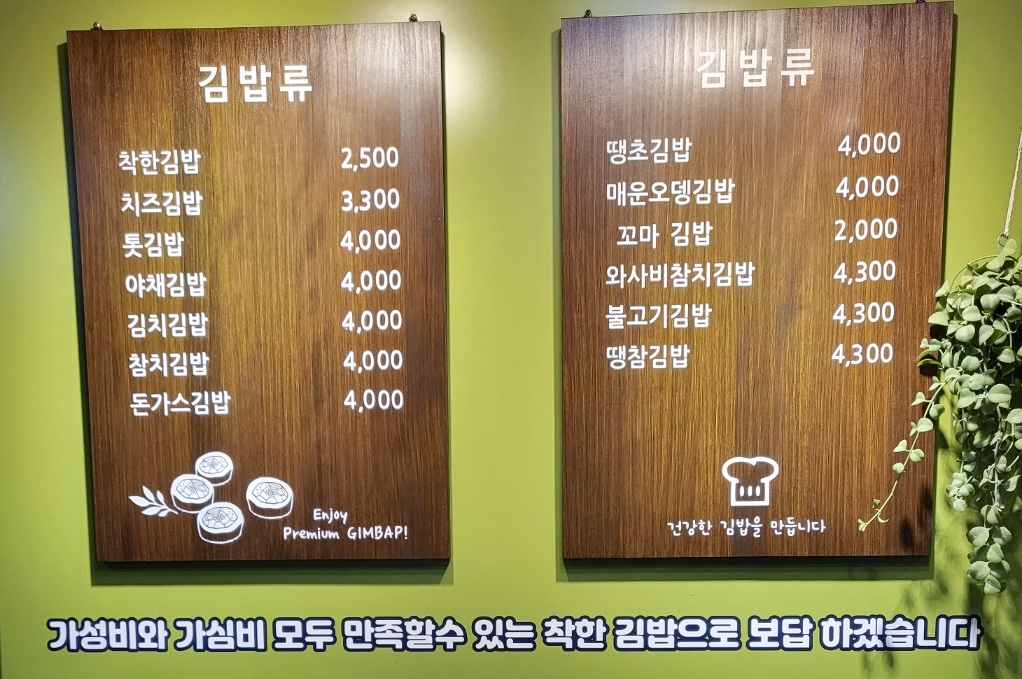 김밥류
착한김밥 2,500
치즈김밥 3,300
톳김밥 4,000
야채김밥 4,000
김치김밥 4,000
참치김밥 4,000
돈가스김밥 4,000
Enjoy
Premium GIMBAP!
김밥류
땡초김밥 4,000
매운오뎅김밥 4,000
꼬마 김밥 2,000
와사비참치김밥 4,300
불고기김밥 4,300
땡참김밥 4,300
건강한 김밥을 만듭니다
가성비와 가심비 모두 만족할수 있는 착한 김밥으로 보답 하겠습니다